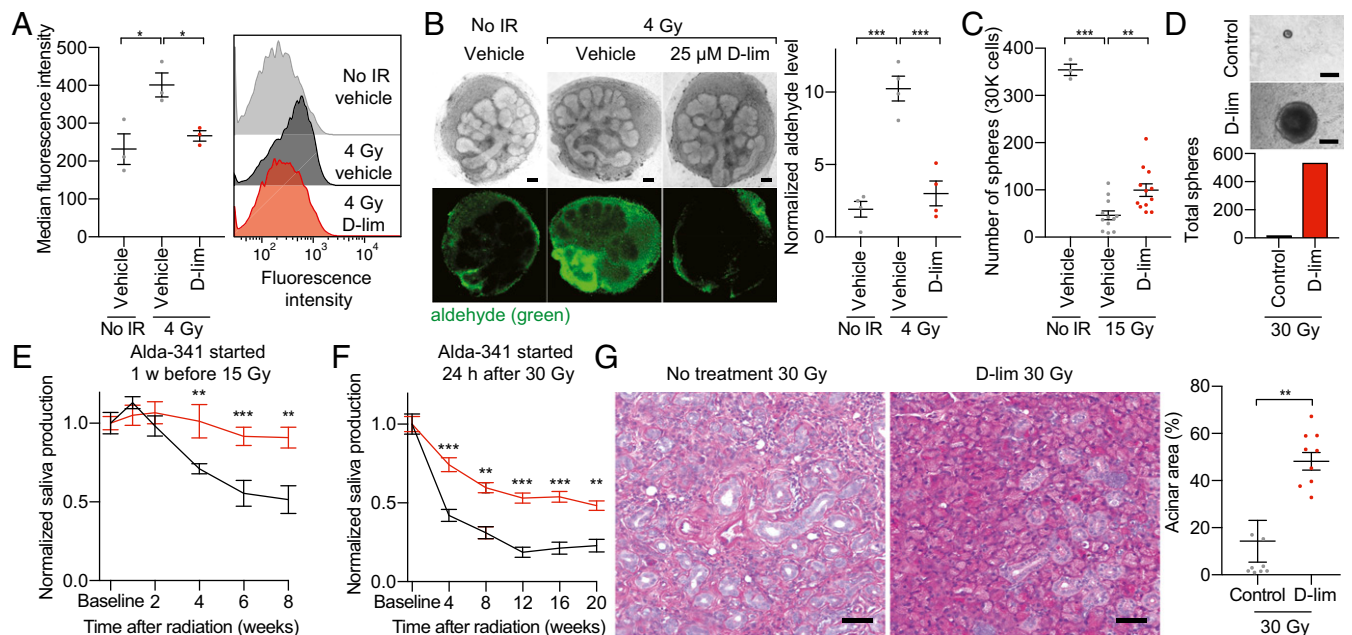 A
Median fluorescence intensity
500
400
300
200
100
0
*
*
Vehicle
Vehicle
D-lim
No IR
4 Gy
No IR
vehicle
4 Gy
vehicle
4 Gy
D-lim
10²
10³
10⁴
Fluorescence
intensity
B
No IR
4 Gy
Vehicle
Vehicle
25 µM D-lim
aldehyde (green)
Normalized aldehyde level
10
5
0
***
***
Vehicle
Vehicle
D-lim
No IR
4 Gy
C
Number of spheres (30K cells)
400
300
200
100
0
***
**
Vehicle
Vehicle
D-lim
No IR
15 Gy
D
Control
D-lim
Total spheres
600
400
200
0
Control
D-lim
30 Gy
E
Alda-341 started
1 w before 15 Gy
Normalized saliva production
1.0
0.5
0.0
**
***
**
Baseline 2 4 6 8
Time after radiation (weeks)
F
Alda-341 started
24 h after 30 Gy
Normalized saliva production
1.0
0.5
0.0
***
**
***
***
**
Baseline 4 8 12 16 20
Time after radiation (weeks)
G
No treatment 30 Gy
D-lim 30 Gy
Acinar area (%)
80
60
40
20
0
**
Control D-lim
30 Gy